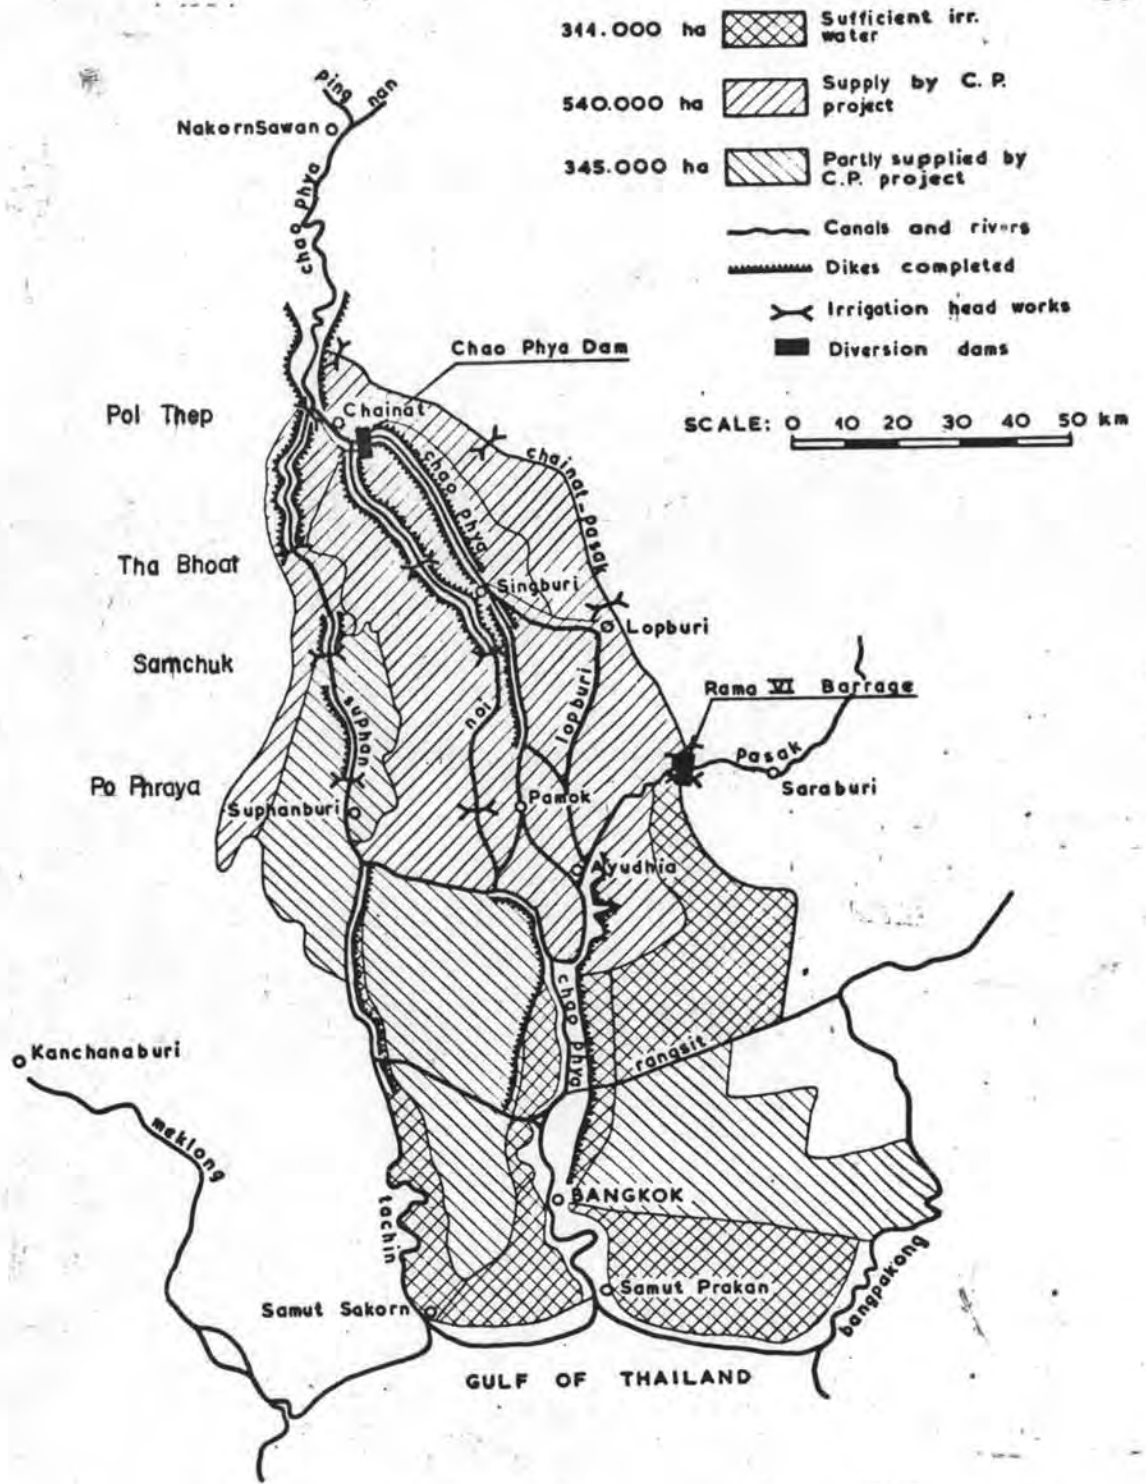 344.000 ha Sufficient irr.
water
540.000 ha Supply by C. P.
project
345.000 ha Partly supplied by
C.P. project
Canals and rivers
Dikes completed
Irrigation head works
Diversion dams
SCALE: 0 10 20 30 40 50 km
ping
nan
NakornSawan
chao Phya
Chao Phya Dam
Pol Thep
Chainat
chao phya
chainat-pasak
Tha Bhoat
Singburi
Lopburi
Samchuk
suphan
noi
lopburi
Rama VI Barrage
Pasak
Saraburi
Po Phraya
Suphanburi
Pamok
Ayudhia
chao phya
rangsit
Kanchanaburi
meklong
tachin
BANGKOK
bangpakong
Samut Sakorn
Samut Prakan
GULF OF THAILAND